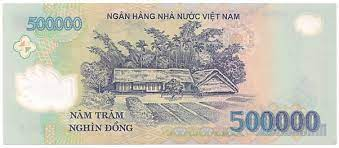 NGÂN HÀNG NHÀ NƯỚC VIỆT NAM
500000
NĂM TRĂM
NGHÌN ĐỒNG
500000